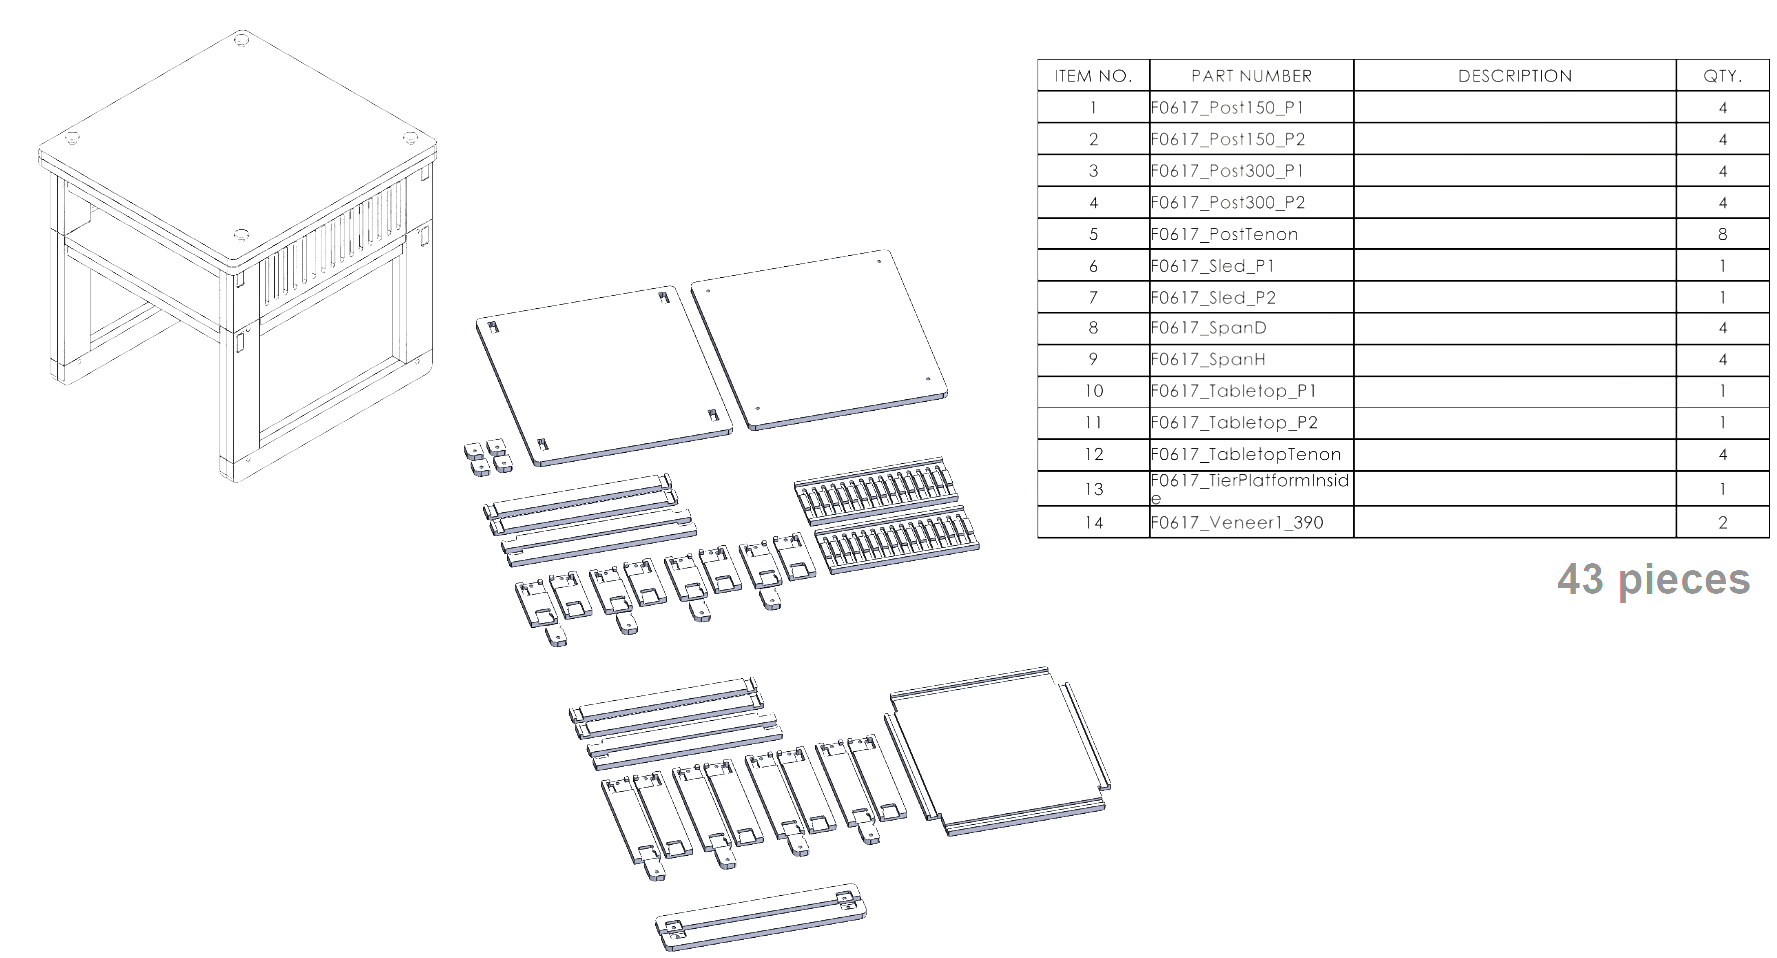 ITEM NO. PART NUMBER DESCRIPTION QTY.
1 F0617_Post150_P1 4
2 F0617_Post150_P2 4
3 F0617_Post300_P1 4
4 F0617_Post300_P2 4
5 F0617_PostTenon 8
6 F0617_Sled_P1 1
7 F0617_Sled_P2 1
8 F0617_SpanD 4
9 F0617_SpanH 4
10 F0617_Tabletop_P1 1
11 F0617_Tabletop_P2 1
12 F0617_TabletopTenon 4
13 F0617_TierPlatformInsid
e 1
14 F0617_Veneer1_390 2
43 pieces